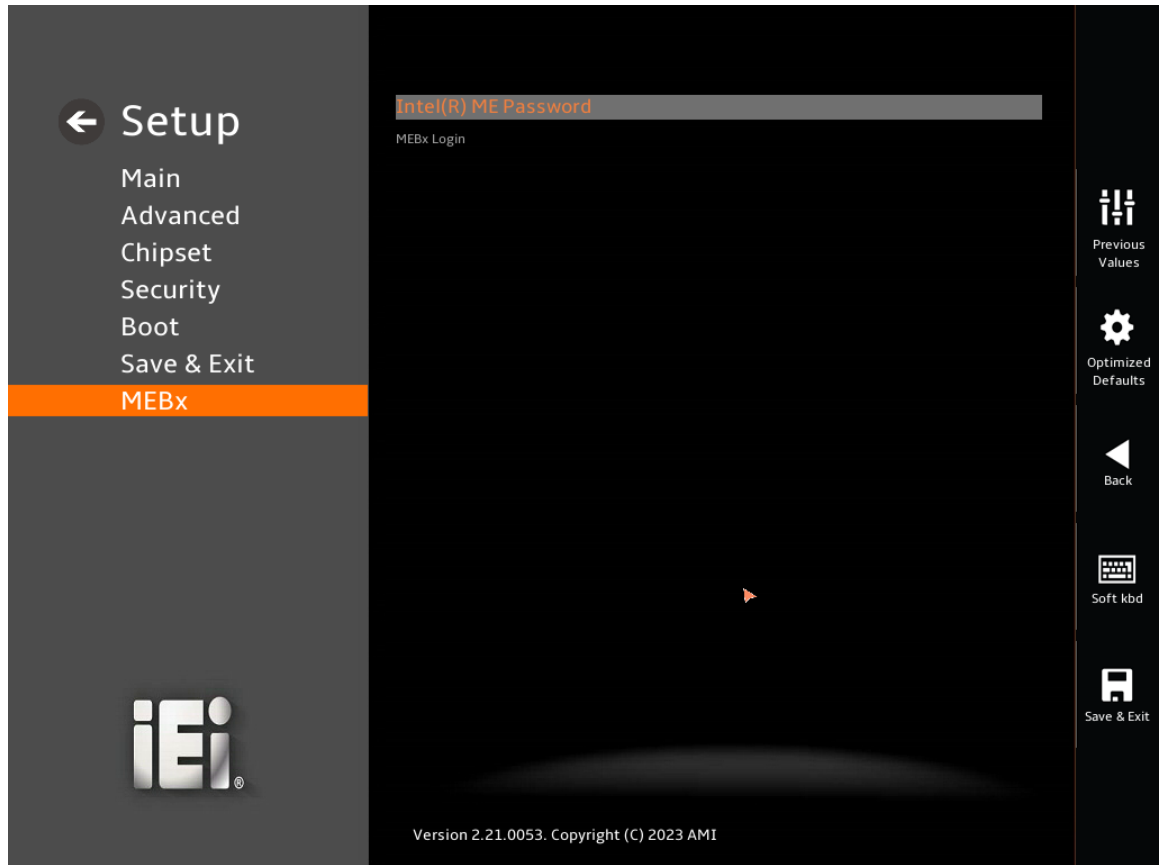 Setup
Main
Advanced
Chipset
Security
Boot
Save & Exit
MEBx
iEi®
Intel(R) ME Password
MEBx Login
Version 2.21.0053. Copyright (C) 2023 AMI
Previous
Values
Optimized
Defaults
Back
Soft kbd
Save & Exit